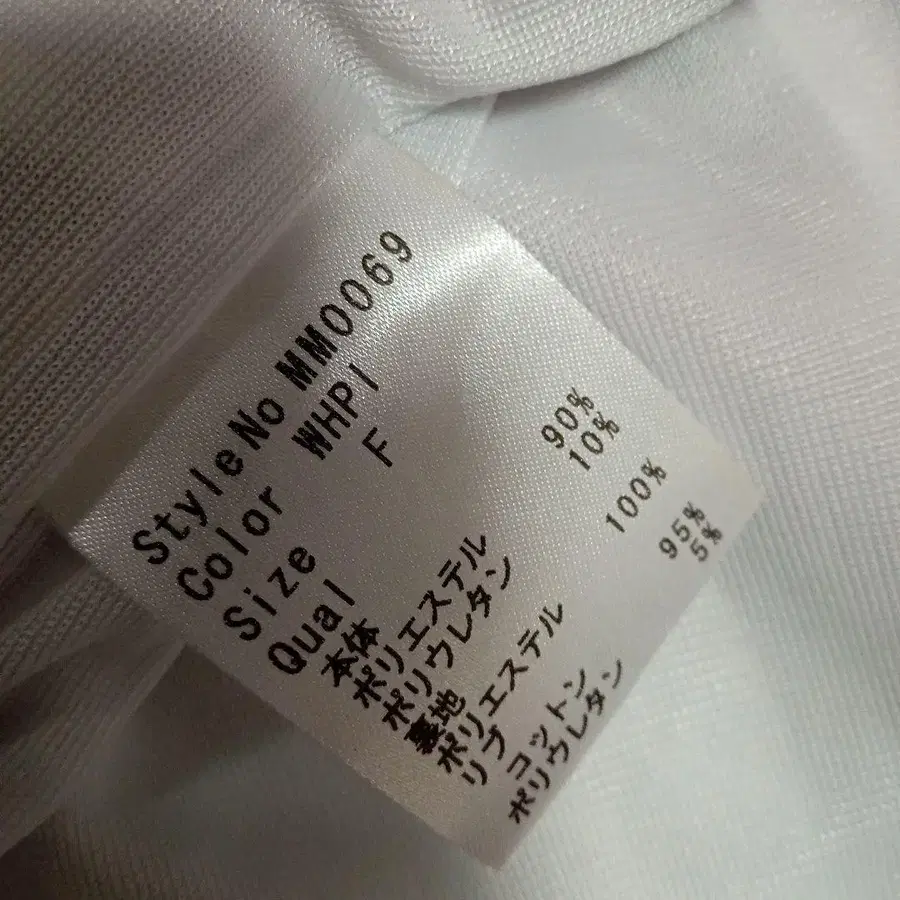 StyleNo MM0069
Color WHPI
Size F
Qual
本体
ポリエステル 90%
ポリウレタン 10%
裏地
ポリエステル 100%
リブ
コットン 95%
ポリウレタン 5%